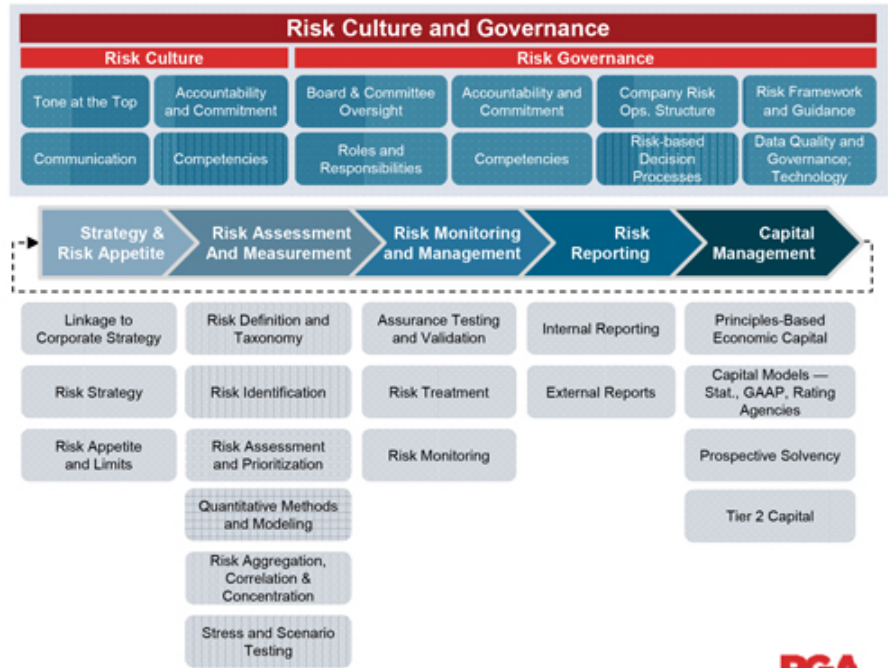 Risk Culture and Governance
Risk Culture
Risk Governance
Tone at the Top
Accountability
and Commitment
Board & Committee
Oversight
Accountability and
Commitment
Company Risk
Ops. Structure
Risk Framework
and Guidance
Communication
Competencies
Roles and
Responsibilities
Competencies
Risk-based
Decision
Processes
Data Quality and
Governance;
Technology
Strategy &
Risk Appetite
Risk Assessment
And Measurement
Risk Monitoring
and Management
Risk
Reporting
Capital
Management
Linkage to
Corporate Strategy
Risk Strategy
Risk Appetite
and Limits
Risk Definition and
Taxonomy
Risk Identification
Risk Assessment
and Prioritization
Quantitative Methods
and Modeling
Risk Aggregation,
Correlation &
Concentration
Stress and Scenario
Testing
Assurance Testing
and Validation
Risk Treatment
Risk Monitoring
Internal Reporting
External Reports
Principles-Based
Economic Capital
Capital Models —
Stat., GAAP, Rating
Agencies
Prospective Solvency
Tier 2 Capital